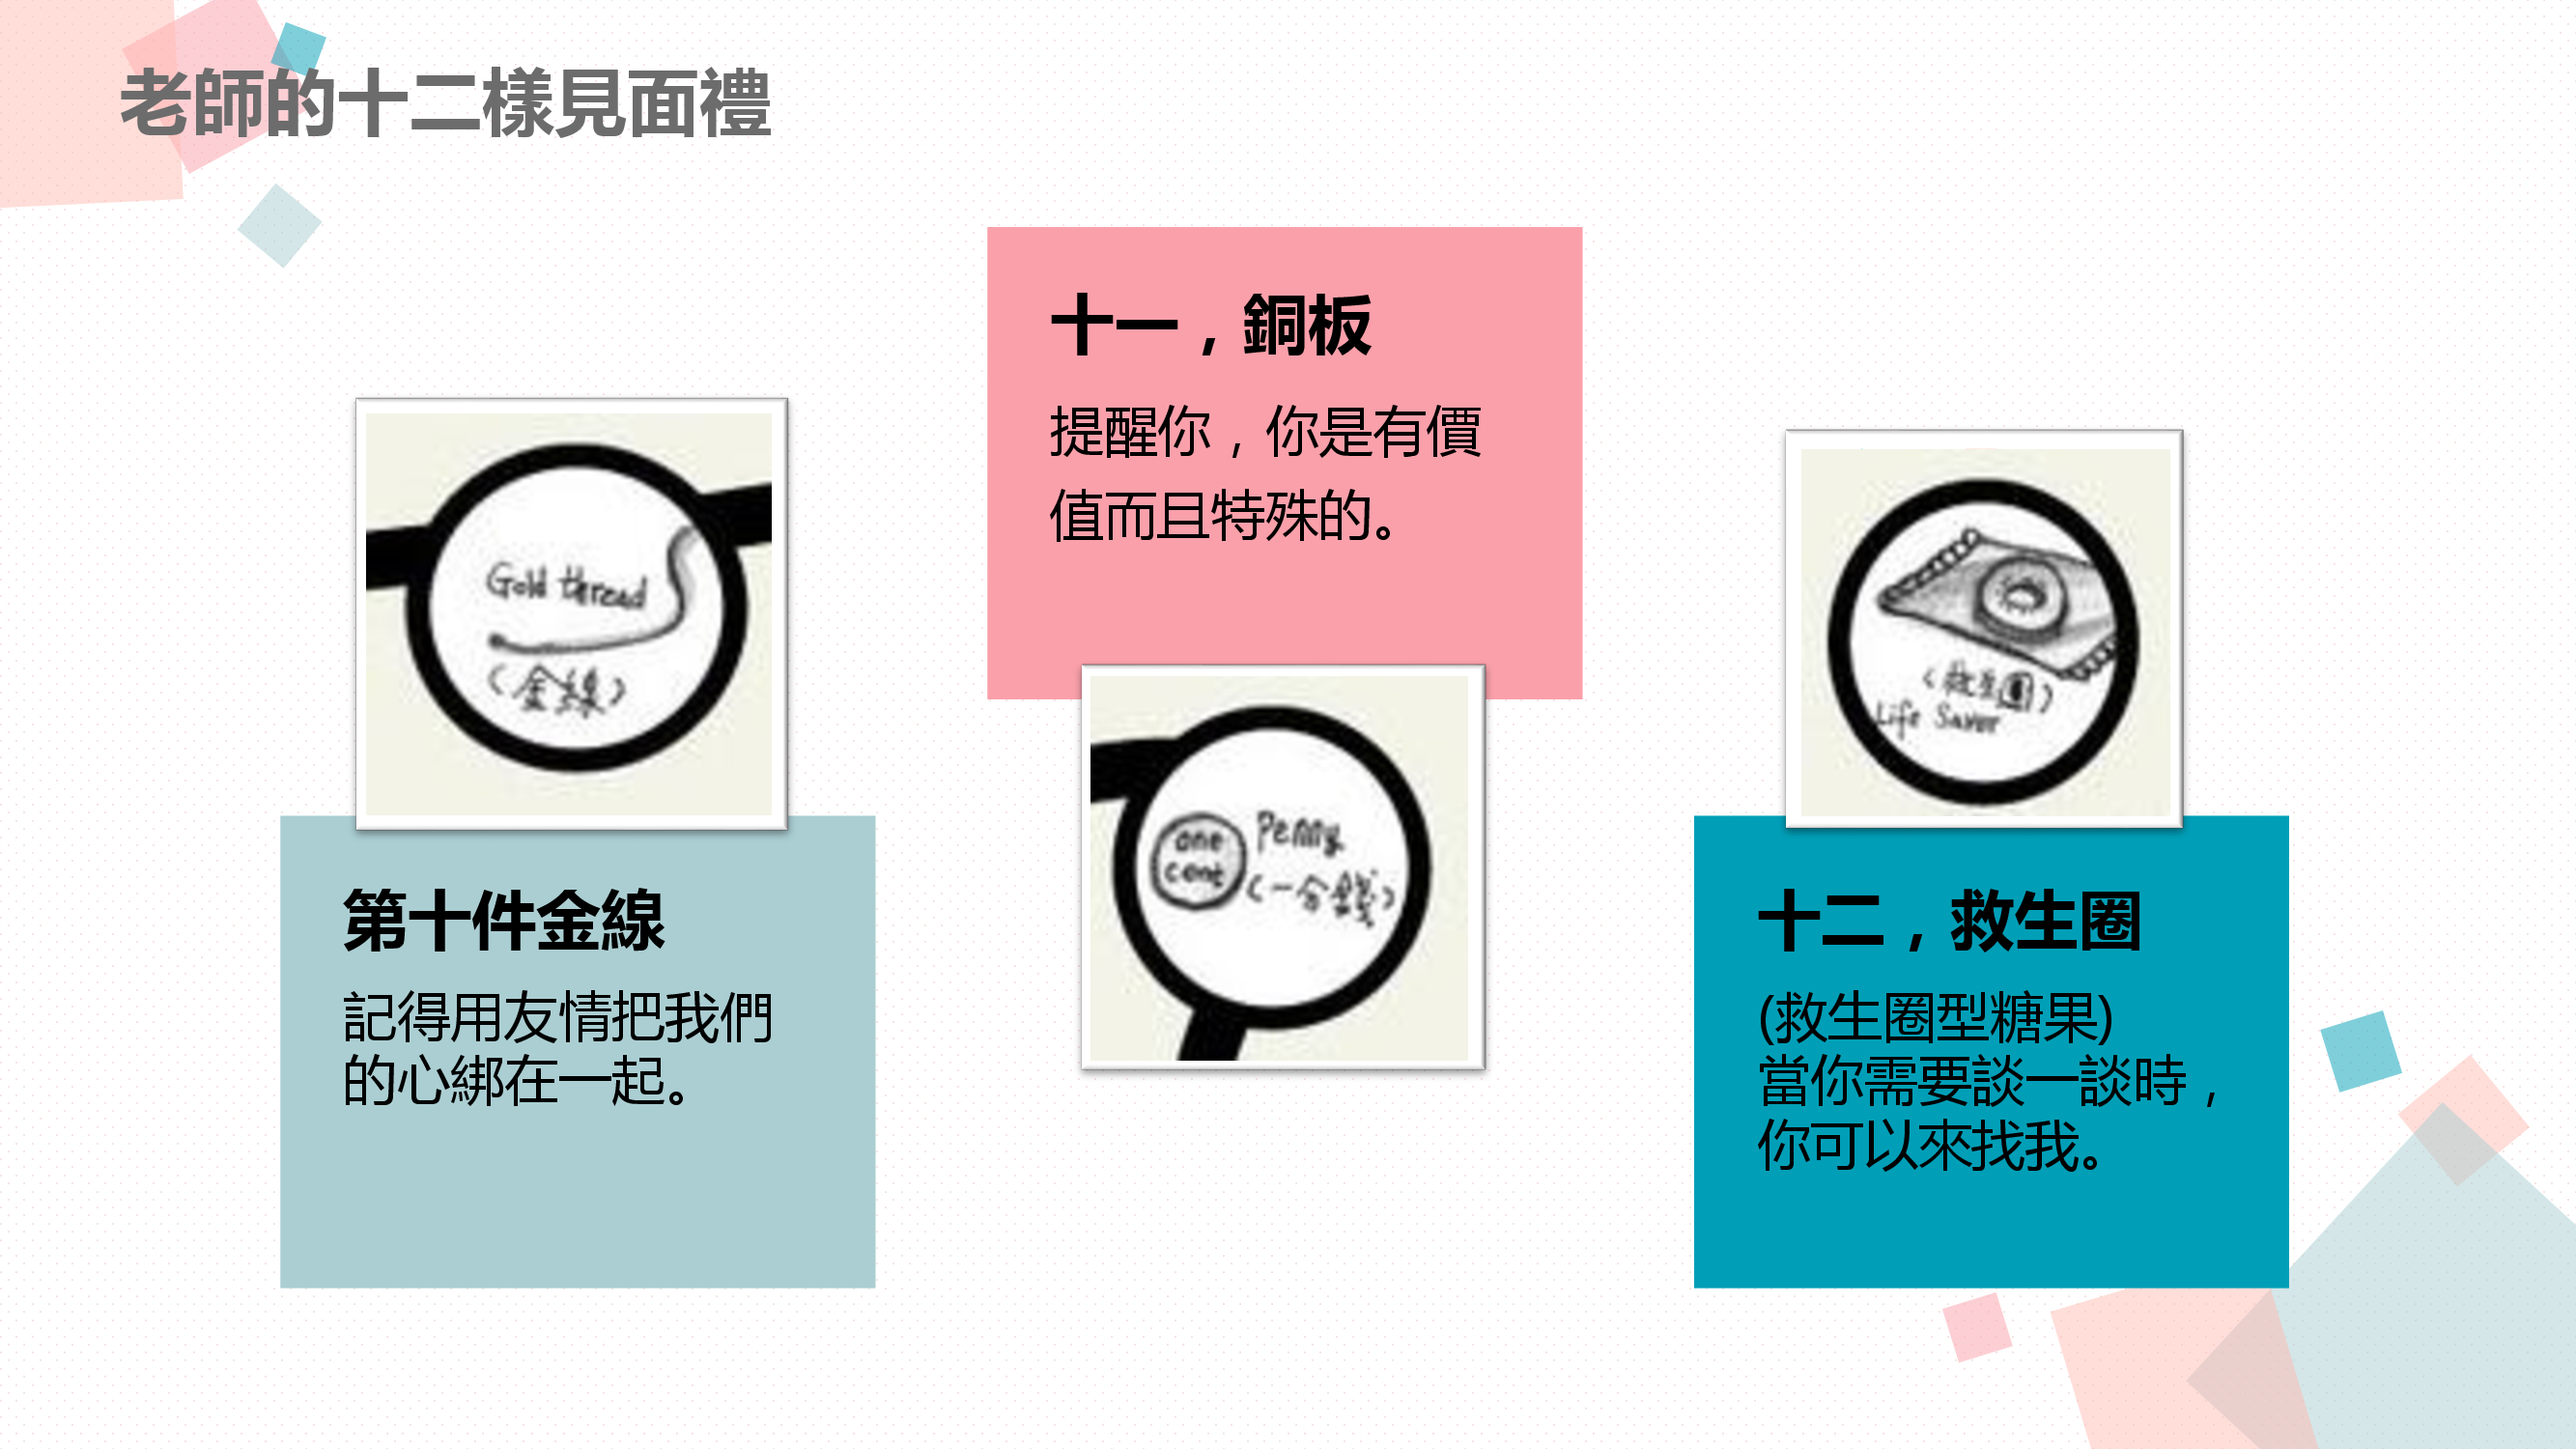 老師的十二樣見面禮
Gold thread
(金線)
第十件金線
記得用友情把我們
的心綁在一起。
十一，銅板
提醒你，你是有價
值而且特殊的。
one
cent
Penny
(一分錢)
(救生圈)
Life Saver
十二，救生圈
(救生圈型糖果)
當你需要談一談時，
你可以來找我。